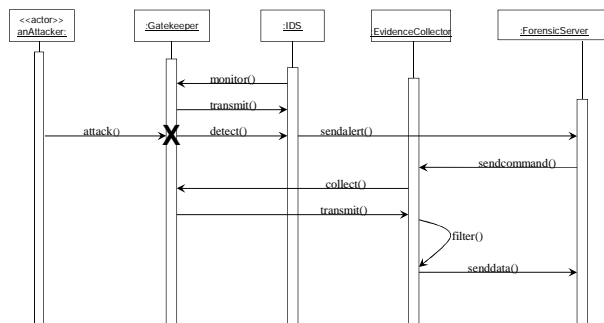 <<actor>>
anAttacker:
:Gatekeeper
:IDS
:EvidenceCollector
:ForensicServer
monitor()
transmit()
attack()
X
detect()
sendalert()
sendcommand()
collect()
transmit()
filter()
senddata()